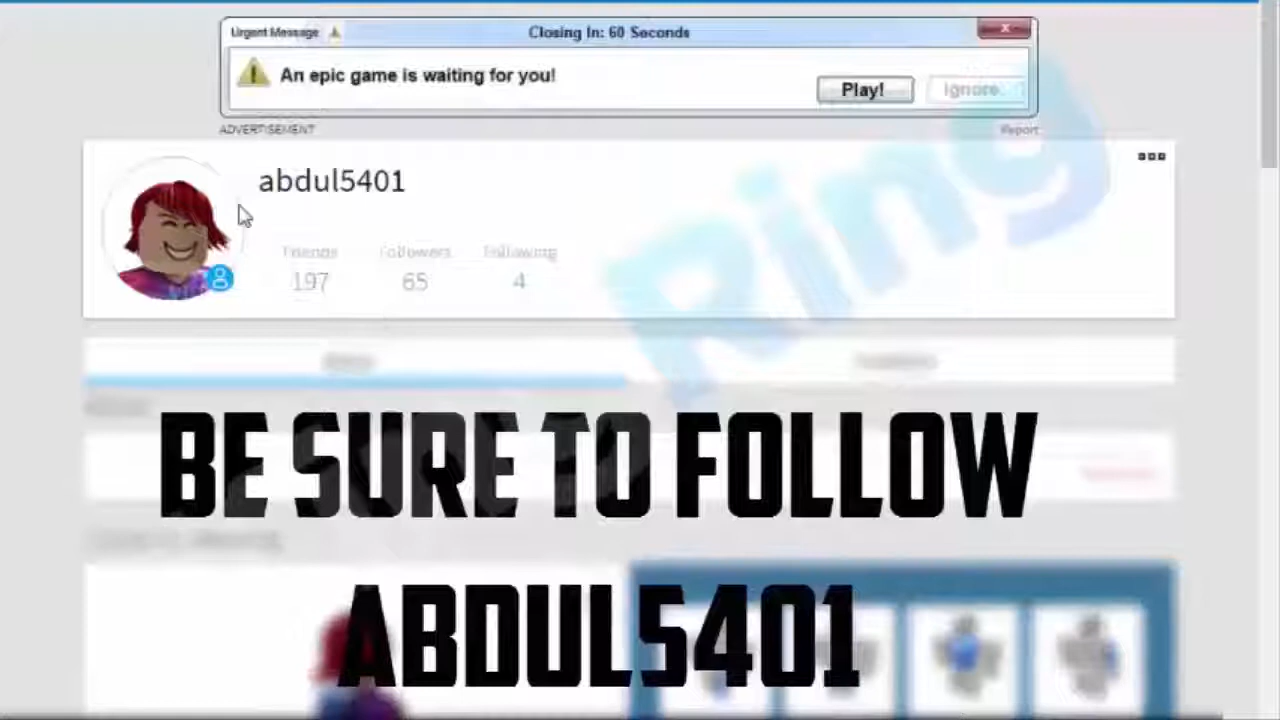 Urgent Message
Closing In: 60 Seconds
x
An epic game is waiting for you!
Play!
Ignore
ADVERTISEMENT
Report
abdul5401
Friends
Followers
Following
197
65
4
Ring
BE SURE TO FOLLOW
ABDUL5401